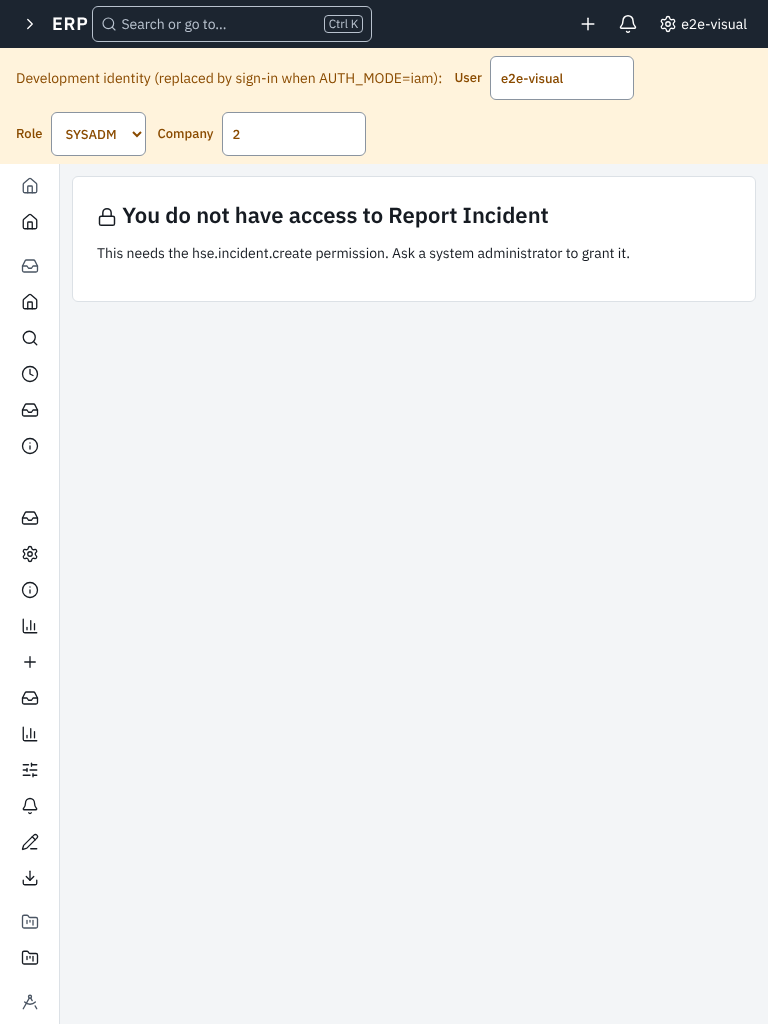 ERP Search or go to... Ctrl K e2e-visual
Development identity (replaced by sign-in when AUTH_MODE=iam): User e2e-visual
Role SYSADM Company 2
You do not have access to Report Incident
This needs the hse.incident.create permission. Ask a system administrator to grant it.